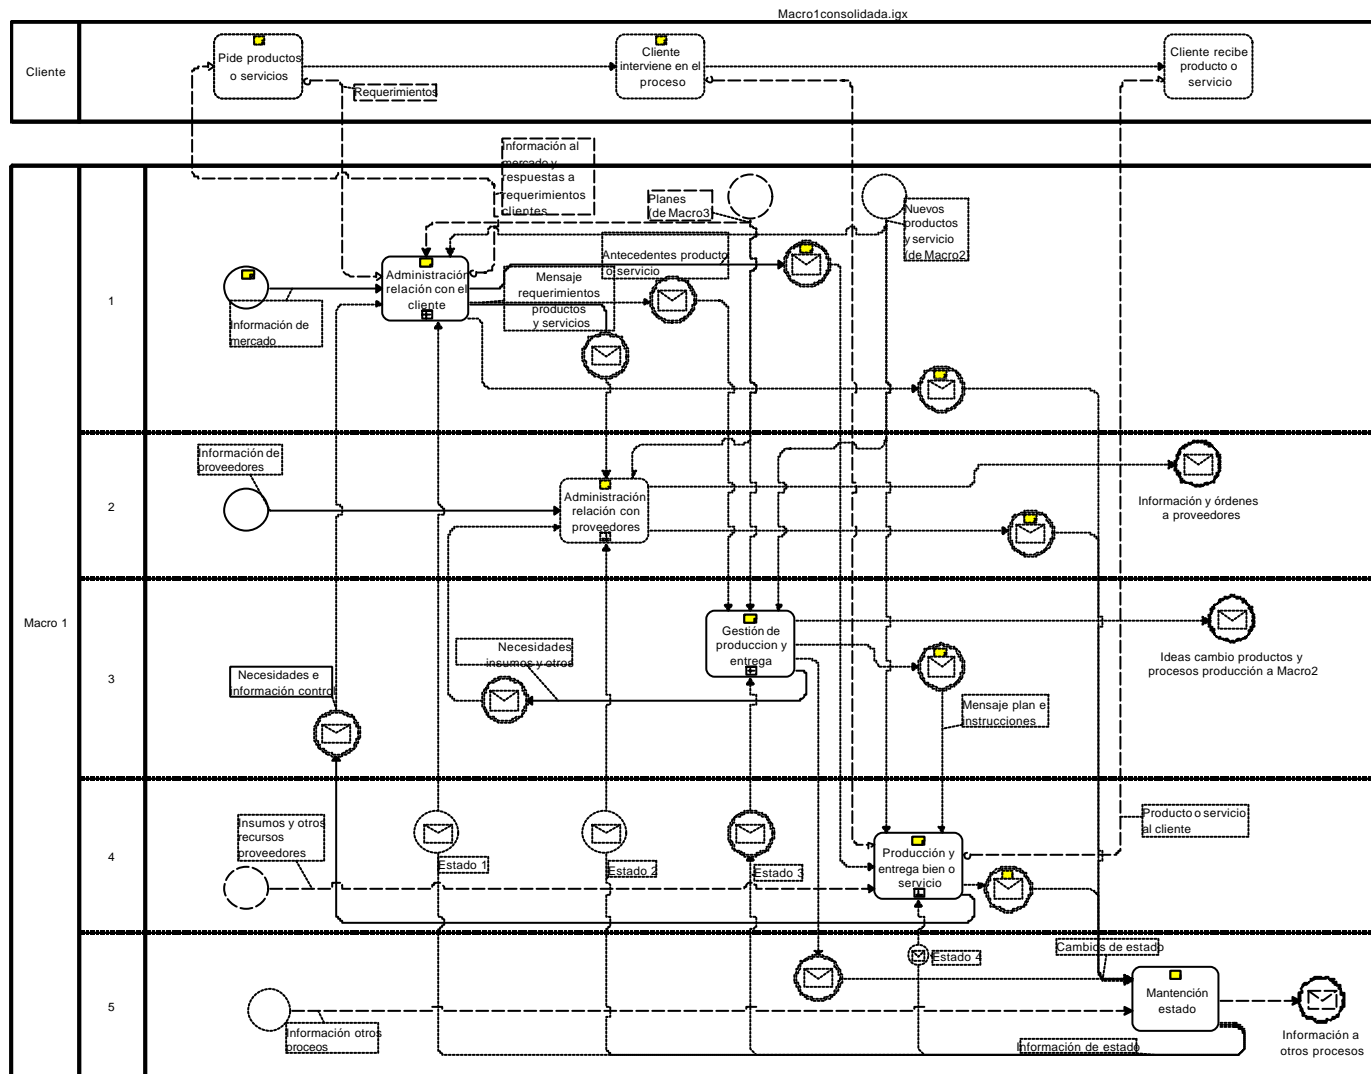 Macro1consolidada.igx
Cliente
Pide productos
o servicios
Cliente
interviene en el
proceso
Cliente recibe
producto o
servicio
Requerimientos
Información al
mercado y
respuestas a
requerimientos
clientes
Planes
(de Macro3)
Nuevos
productos
y servicio
(de Macro2)
Macro 1
1
Administración
relación con el
cliente
Antecedentes producto
o servicio
Mensaje
requerimientos
productos
y servicios
Información de
mercado
2
Información de
proveedores
Administración
relación con
proveedores
Información y órdenes
a proveedores
3
Gestión de
produccion y
entrega
Necesidades
insumos y otros
Necesidades e
información control
Ideas cambio productos y
procesos producción a Macro2
Mensaje plan e
instrucciones
4
Insumos y otros
recursos
proveedores
Estado 1
Estado 2
Estado 3
Producción y
entrega bien o
servicio
Producto o servicio
al cliente
5
Estado 4
Cambios de estado
Mantención
estado
Información otros
proceos
Información de estado
Información a
otros procesos